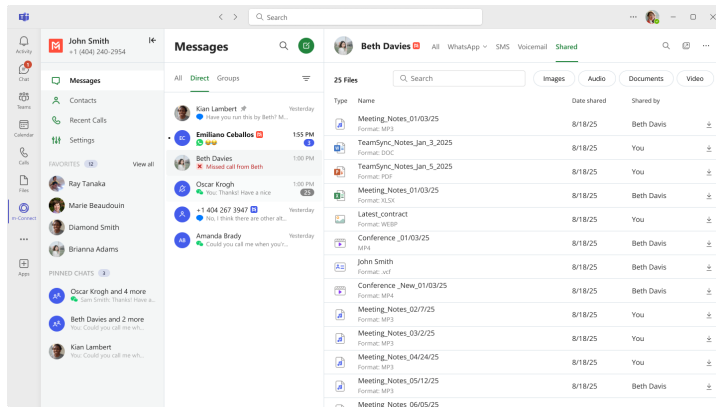 Search
Activity
Chat
Teams
Calendar
Calls
Files
m-Connect
Apps
John Smith
+1 (404) 240-2954
Messages
Contacts
Recent Calls
Settings
FAVORITES 12 View all
Ray Tanaka
Marie Beaudouin
Diamond Smith
Brianna Adams
PINNED CHATS 3
Oscar Krogh and 4 more
Sam Smith: Thanks! Have a...
Beth Davies and 2 more
You: Could you call me wh...
Kian Lambert
You: Could you call me wh...
Messages
All Direct Groups
Kian Lambert Yesterday
Have you run this by Beth? M...
EC Emiliano Ceballos 1:55 PM
3
Beth Davies 1:00 PM
Missed call from Beth
Oscar Krogh 1:00 PM
You: Thanks! Have a nice 25
+1 404 267 3947 Yesterday
No, I think there are other alt...
AB Amanda Brady Yesterday
Could you call me when you'r...
Beth Davies All WhatsApp SMS Voicemail Shared
25 Files Search Images Audio Documents Video
Type Name Date shared Shared by
Meeting_Notes_01/03/25 8/18/25 Beth Davis
Format: MP3
TeamSync_Notes_Jan_3_2025 8/18/25 You
Format: DOC
TeamSync_Notes_Jan_5_2025 8/18/25 You
Format: PDF
Meeting_Notes_01/03/25 8/18/25 Beth Davis
Format: XLSX
Latest_contract 8/18/25 You
Format: WEBP
Conference _01/03/25 8/18/25 Beth Davis
MP4
John Smith 8/18/25 Beth Davis
Format: .vcf
Conference _New_01/03/25 8/18/25 Beth Davis
Format: MP4
Meeting_Notes_02/7/25 8/18/25 You
Format: MP3
Meeting_Notes_03/2/25 8/18/25 You
Format: MP3
Meeting_Notes_04/24/25 8/18/25 You
Format: MP3
Meeting_Notes_05/12/25 8/18/25 Beth Davis
Format: MP3
Meeting_Notes_06/05/25